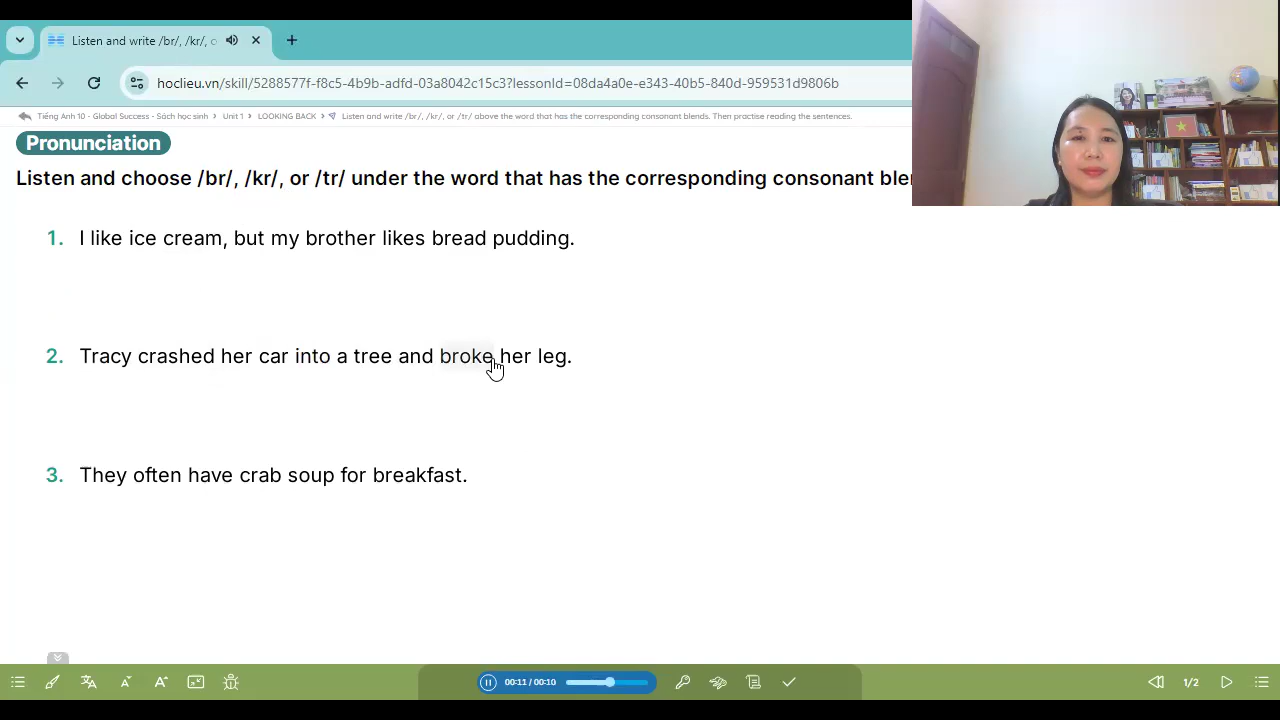 Listen and write /br/, /kr/, c
hoclieu.vn/skill/5288577f-f8c5-4b9b-adfd-03a8042c15c3?lessonId=08da4a0e-e343-40b5-840d-959531d9806b
Tiếng Anh 10 - Global Success - Sách học sinh > Unit 1 > LOOKING BACK > Listen and write /br/, /kr/, or /tr/ above the word that has the corresponding consonant blends. Then practise reading the sentences.
Pronunciation
Listen and choose /br/, /kr/, or /tr/ under the word that has the corresponding consonant ble
1. I like ice cream, but my brother likes bread pudding.
2. Tracy crashed her car into a tree and broke her leg.
3. They often have crab soup for breakfast.
00:11 / 00:10
1/2